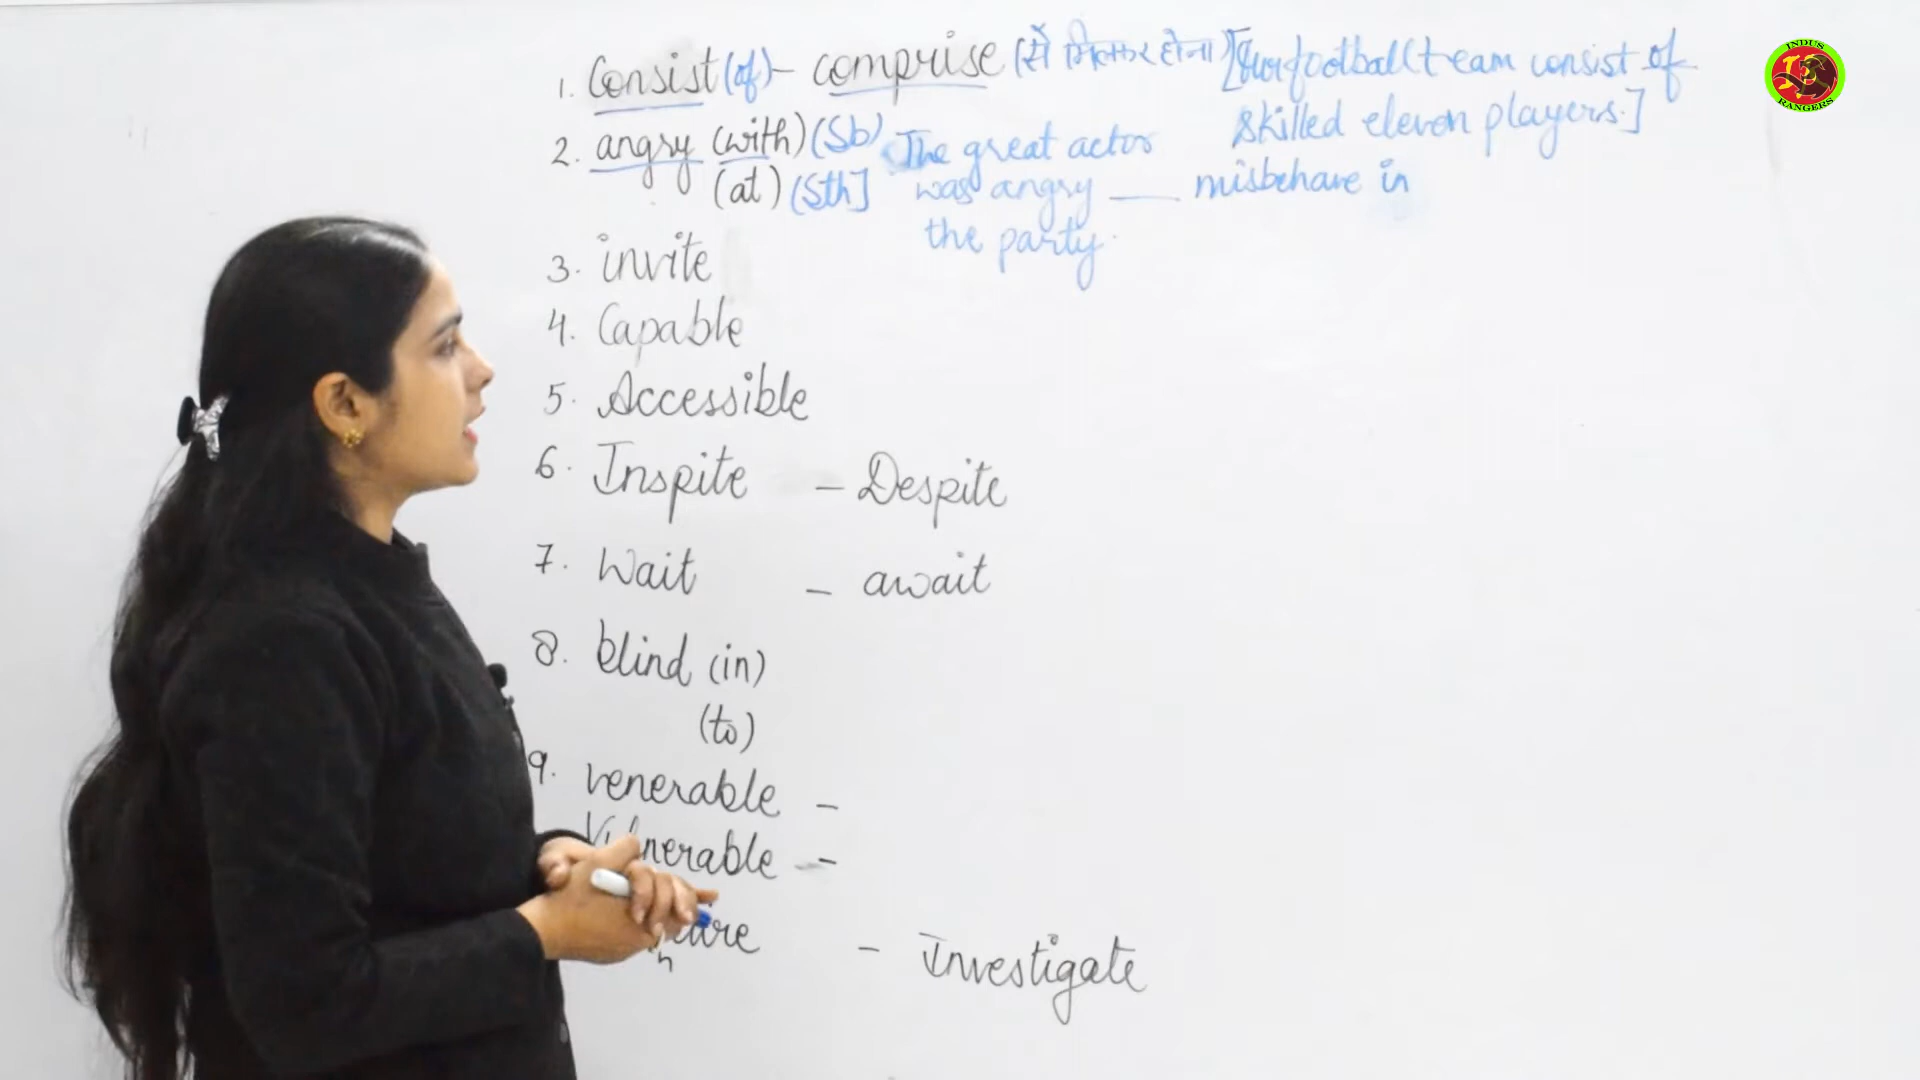 1. Consist (of) - comprise (से मिलकर होना) [Our football team consist of
skilled eleven players.]
2. angry (with) (Sb) The great actor
(at) (Sth] was angry ___ misbehave in
the party.
3. invite
4. Capable
5. Accessible
6. Inspite - Despite
7. Wait - await
8. blind (in)
(to)
9. venerable -
Vulnerable -
- Investigate
INDUS
RANGERS